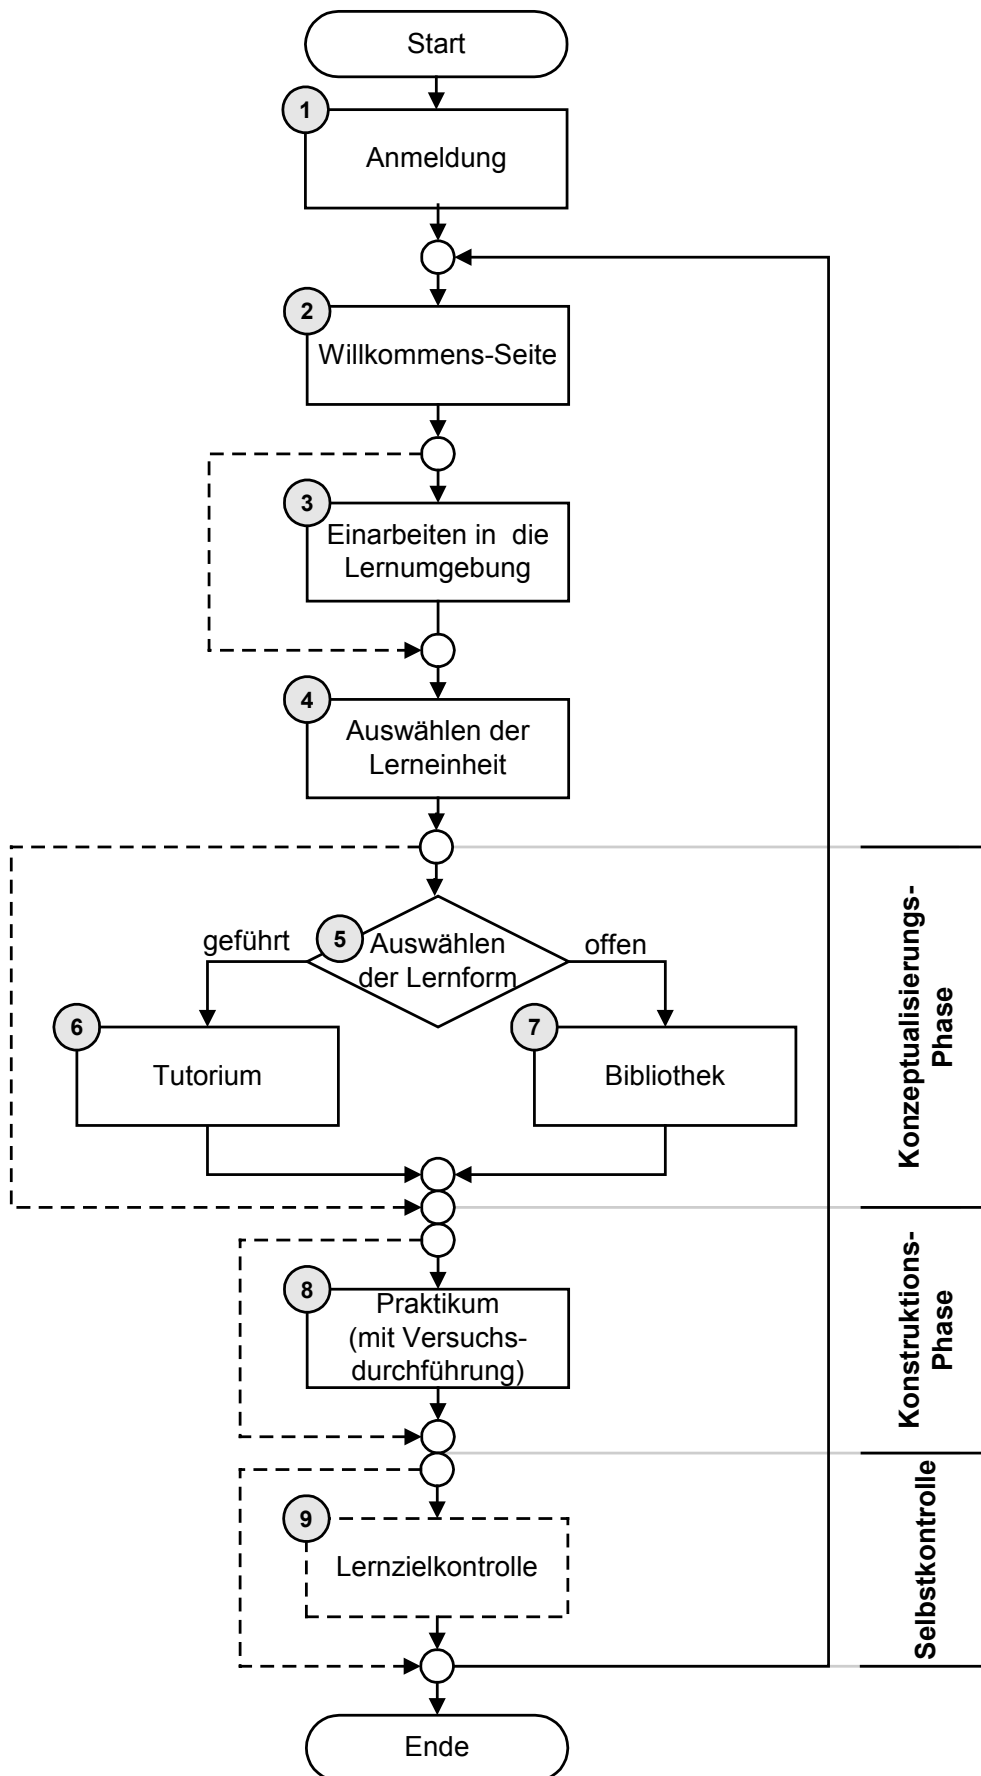 Start
1
Anmeldung
2
Willkommens-Seite
3
Einarbeiten in die
Lernumgebung
4
Auswählen der
Lerneinheit
geführt
5
Auswählen
der Lernform
offen
6
Tutorium
7
Bibliothek
Konzeptualisierungs-
Phase
8
Praktikum
(mit Versuchs-
durchführung)
Konstruktions-
Phase
9
Lernzielkontrolle
Selbstkontrolle
Ende